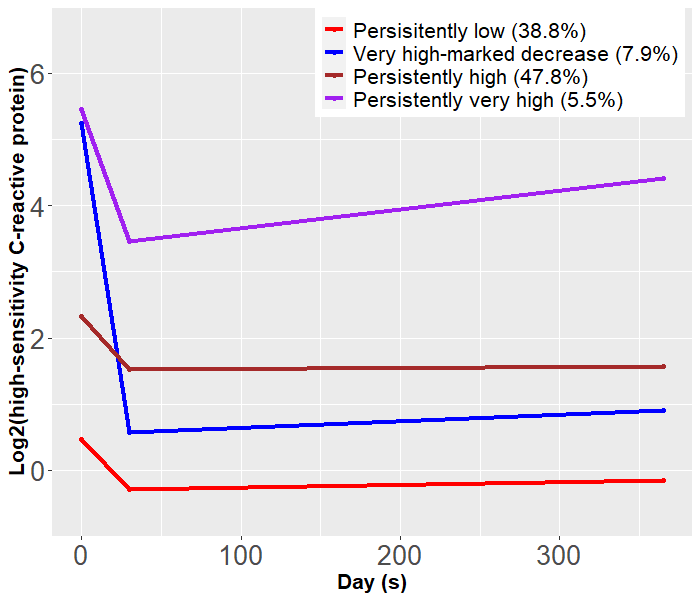 Persisitently low (38.8%)
Very high-marked decrease (7.9%)
Persistently high (47.8%)
Persistently very high (5.5%)
Log2(high-sensitivity C-reactive protein)
6
4
2
0
0 100 200 300
Day (s)